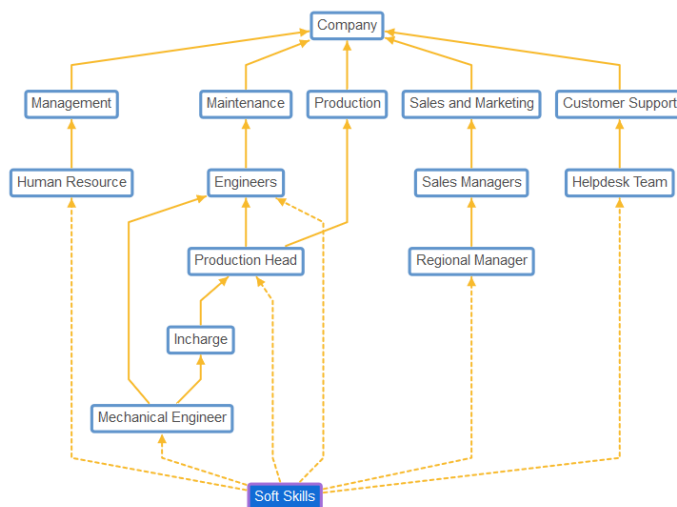 Company
Management
Maintenance
Production
Sales and Marketing
Customer Support
Human Resource
Engineers
Sales Managers
Helpdesk Team
Production Head
Regional Manager
Incharge
Mechanical Engineer
Soft Skills